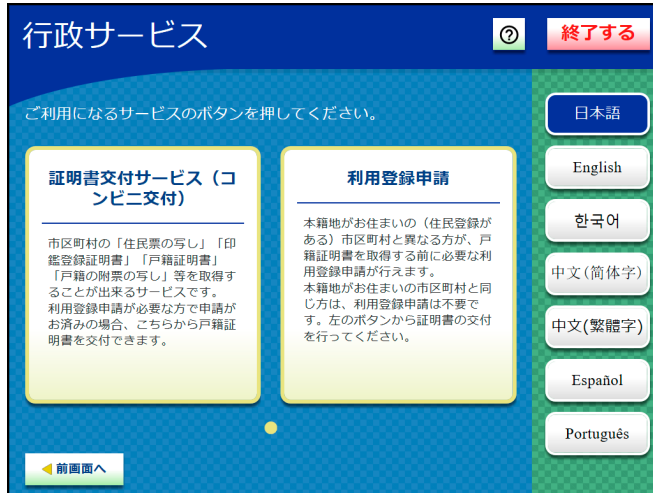 行政サービス
?
終了する
ご利用になるサービスのボタンを押してください。
証明書交付サービス（コ
ンビニ交付）
市区町村の「住民票の写し」「印
鑑登録証明書」「戸籍証明書」
「戸籍の附票の写し」等を取得す
ることが出来るサービスです。
利用登録申請が必要な方で申請が
お済みの場合、こちらから戸籍証
明書を交付できます。
利用登録申請
本籍地がお住まいの（住民登録が
ある）市区町村と異なる方が、戸
籍証明書を取得する前に必要な利
用登録申請が行えます。
本籍地がお住まいの市区町村と同
じ方は、利用登録申請は不要で
す。左のボタンから証明書の交付
を行ってください。
日本語
English
한국어
中文(简体字)
中文(繁體字)
Español
Português
前画面へ